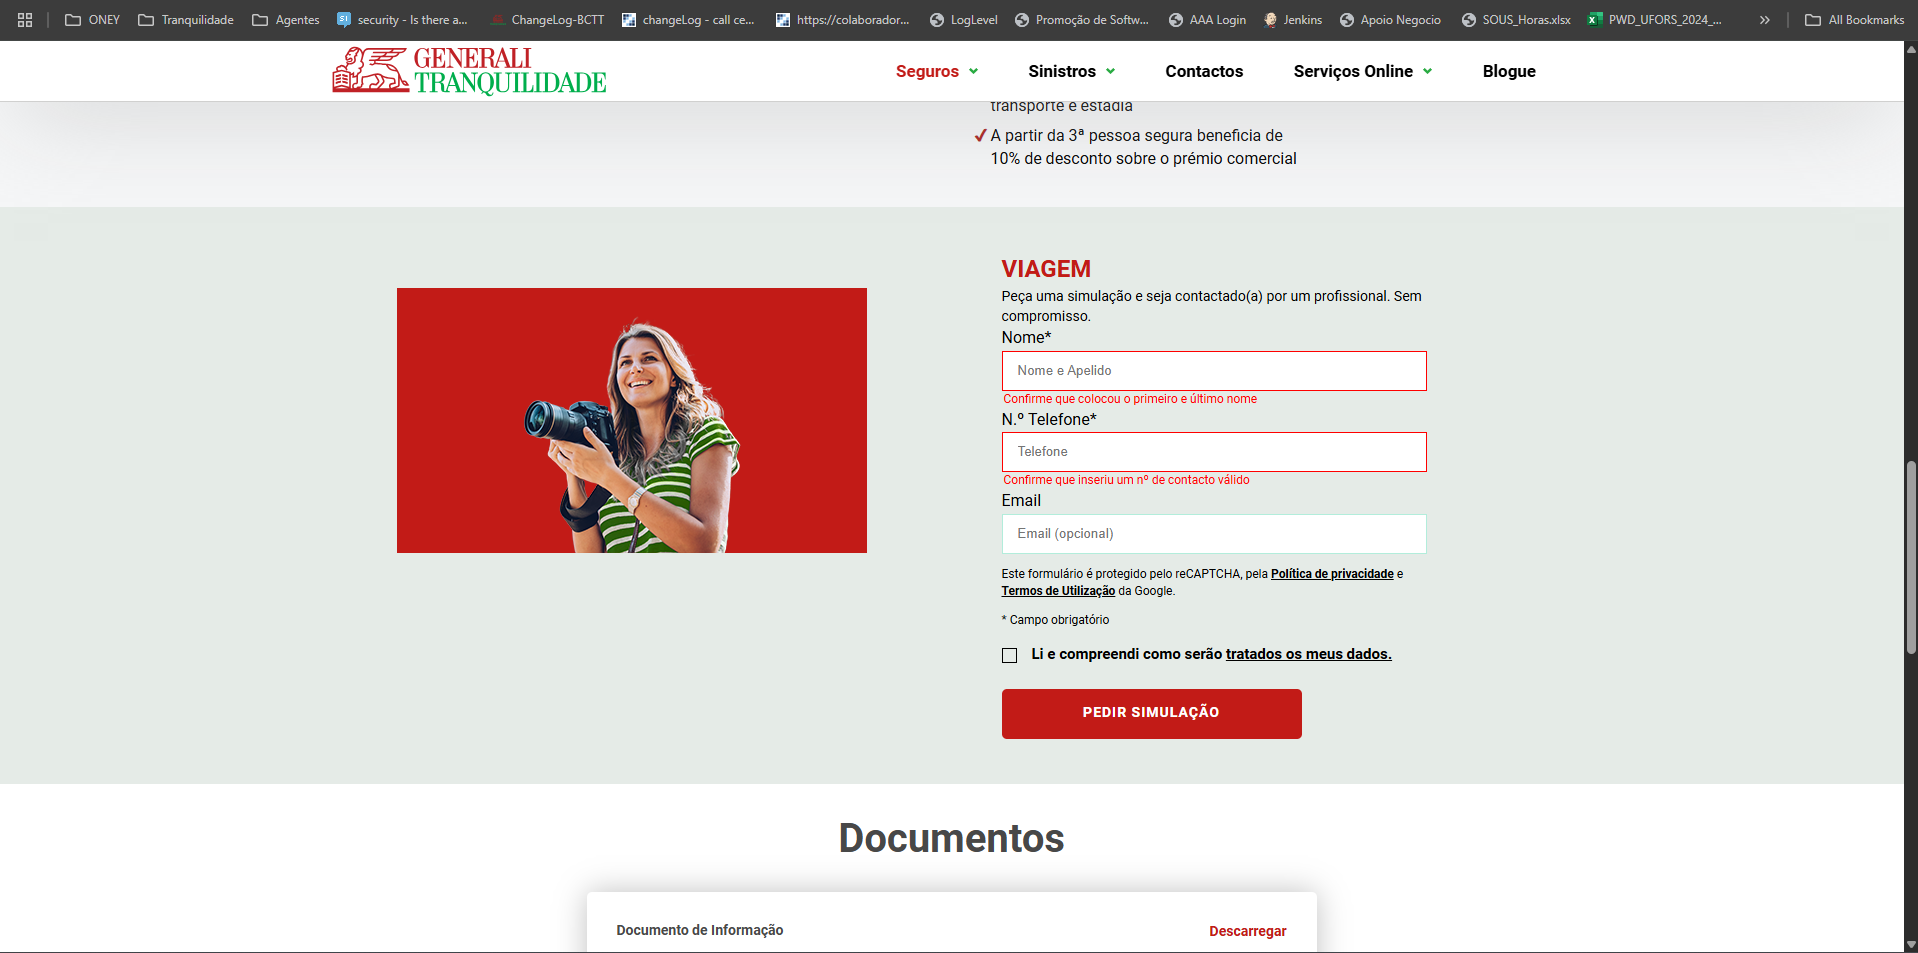 ONEY
Tranquilidade
Agentes
security - Is there a...
ChangeLog-BCTT
changeLog - call ce...
https://colaborador...
LogLevel
Promoção de Softw...
AAA Login
Jenkins
Apoio Negocio
SOUS_Horas.xlsx
PWD_UFORS_2024_...
All Bookmarks
GENERALI
TRANQUILIDADE
Seguros
Sinistros
Contactos
Serviços Online
Blogue
transporte e estadia
A partir da 3ª pessoa segura beneficia de
10% de desconto sobre o prémio comercial
VIAGEM
Peça uma simulação e seja contactado(a) por um profissional. Sem
compromisso.
Nome*
Nome e Apelido
Confirme que colocou o primeiro e último nome
N.º Telefone*
Telefone
Confirme que inseriu um nº de contacto válido
Email
Email (opcional)
Este formulário é protegido pelo reCAPTCHA, pela Política de privacidade e
Termos de Utilização da Google.
* Campo obrigatório
Li e compreendi como serão tratados os meus dados.
PEDIR SIMULAÇÃO
Documentos
Documento de Informação
Descarregar